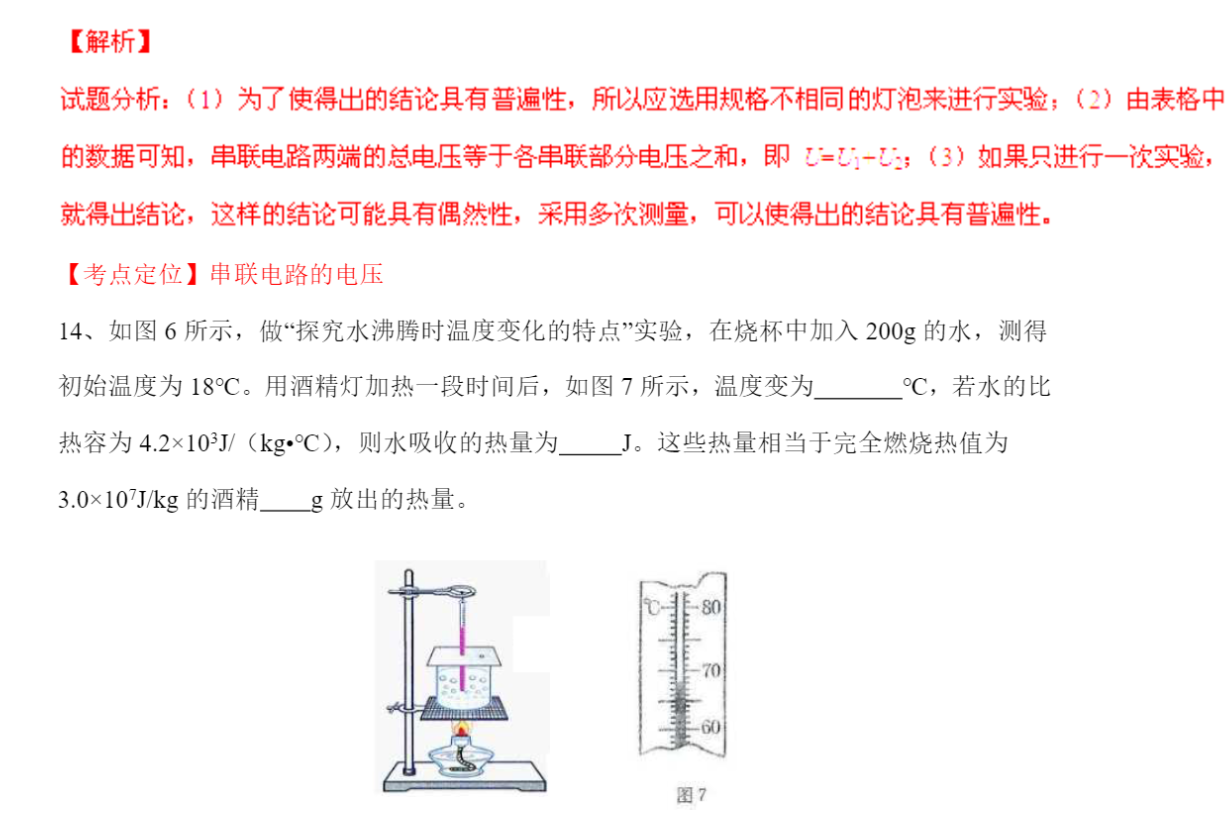 【解析】
试题分析：（1）为了使得出的结论具有普遍性，所以应选用规格不相同的灯泡来进行实验；（2）由表格中
的数据可知，串联电路两端的总电压等于各串联部分电压之和，即 U=U₁+U₂；（3）如果只进行一次实验，
就得出结论，这样的结论可能具有偶然性，采用多次测量，可以使得出的结论具有普遍性。
【考点定位】串联电路的电压
14、如图 6 所示，做“探究水沸腾时温度变化的特点”实验，在烧杯中加入 200g 的水，测得
初始温度为 18℃。用酒精灯加热一段时间后，如图 7 所示，温度变为_______℃，若水的比
热容为 4.2×10³J/（kg•℃），则水吸收的热量为_____J。这些热量相当于完全燃烧热值为
3.0×10⁷J/kg 的酒精____g 放出的热量。
℃ 80
70
60
图 7